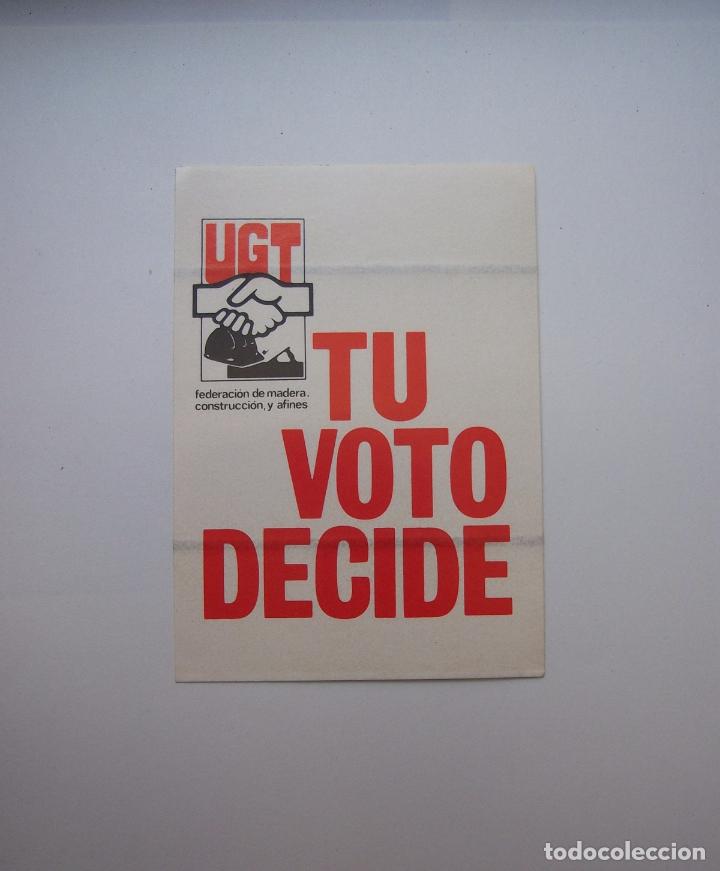 UGT
federación de madera.
construcción, y afines
TU
VOTO
DECIDE
todocoleccion